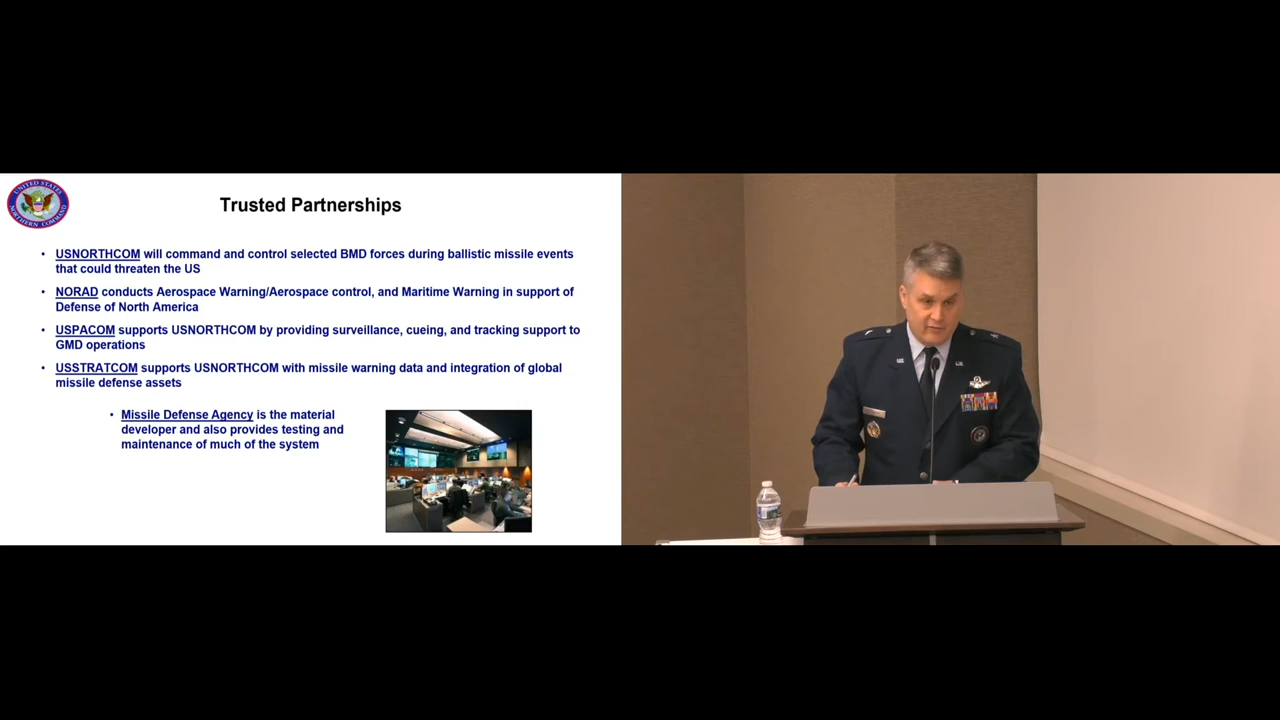 UNITED STATES
NORTHERN COMMAND
Trusted Partnerships
• USNORTHCOM will command and control selected BMD forces during ballistic missile events
that could threaten the US
• NORAD conducts Aerospace Warning/Aerospace control, and Maritime Warning in support of
Defense of North America
• USPACOM supports USNORTHCOM by providing surveillance, cueing, and tracking support to
GMD operations
• USSTRATCOM supports USNORTHCOM with missile warning data and integration of global
missile defense assets
• Missile Defense Agency is the material
developer and also provides testing and
maintenance of much of the system